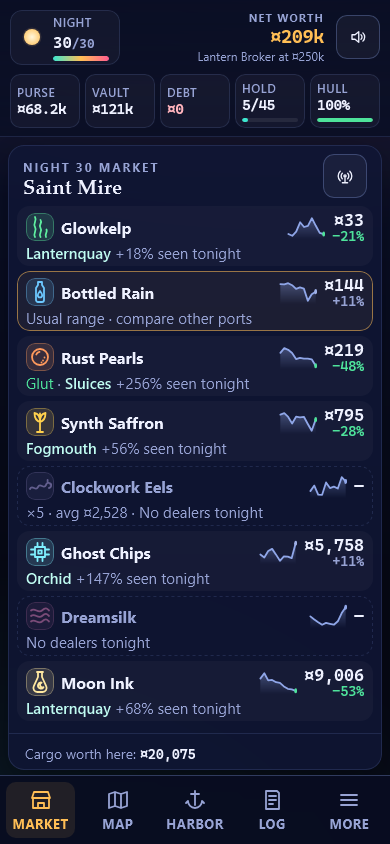 NIGHT
30/30
NET WORTH
¤209k
Lantern Broker at ¤250k
PURSE
¤68.2k
VAULT
¤121k
DEBT
¤0
HOLD
5/45
HULL
100%
NIGHT 30 MARKET
Saint Mire
Glowkelp
¤33
−21%
Lanternquay +18% seen tonight
Bottled Rain
¤144
+11%
Usual range · compare other ports
Rust Pearls
¤219
−48%
Glut · Sluices +256% seen tonight
Synth Saffron
¤795
−28%
Fogmouth +56% seen tonight
Clockwork Eels
—
×5 · avg ¤2,528 · No dealers tonight
Ghost Chips
¤5,758
+11%
Orchid +147% seen tonight
Dreamsilk
—
No dealers tonight
Moon Ink
¤9,006
−53%
Lanternquay +68% seen tonight
Cargo worth here: ¤20,075
MARKET
MAP
HARBOR
LOG
MORE